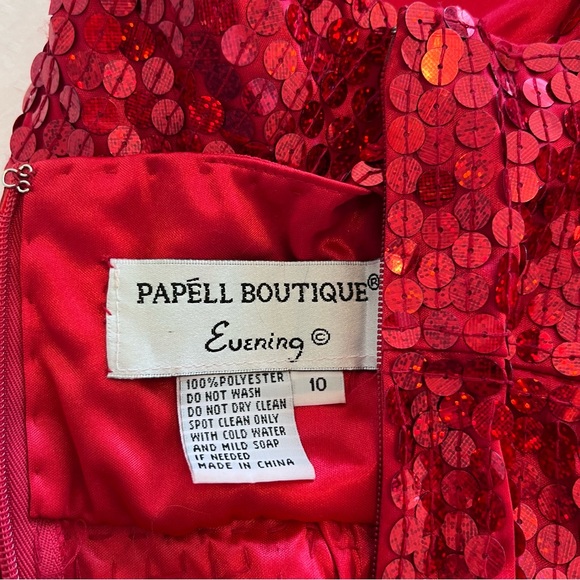 PAPÉLL BOUTIQUE®
Evening ©
10
100%POLYESTER
DO NOT WASH
DO NOT DRY CLEAN
SPOT CLEAN ONLY
WITH COLD WATER
AND MILD SOAP
IF NEEDED
MADE IN CHINA